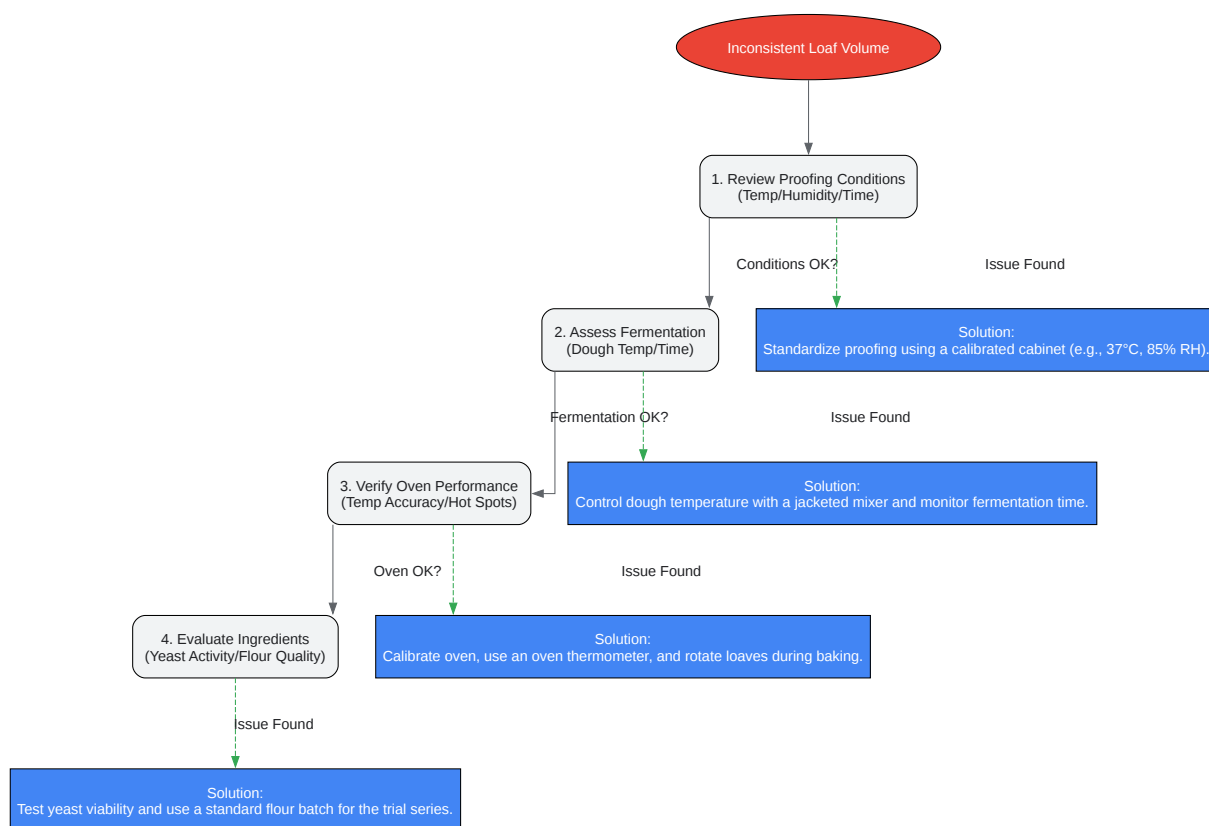 Inconsistent Loaf Volume
1. Review Proofing Conditions
(Temp/Humidity/Time)
Conditions OK?
Issue Found
2. Assess Fermentation
(Dough Temp/Time)
Solution:
Standardize proofing using a calibrated cabinet (e.g., 37°C, 85% RH).
Fermentation OK?
Issue Found
3. Verify Oven Performance
(Temp Accuracy/Hot Spots)
Solution:
Control dough temperature with a jacketed mixer and monitor fermentation time.
Oven OK?
Issue Found
4. Evaluate Ingredients
(Yeast Activity/Flour Quality)
Solution:
Calibrate oven, use an oven thermometer, and rotate loaves during baking.
Issue Found
Solution:
Test yeast viability and use a standard flour batch for the trial series.